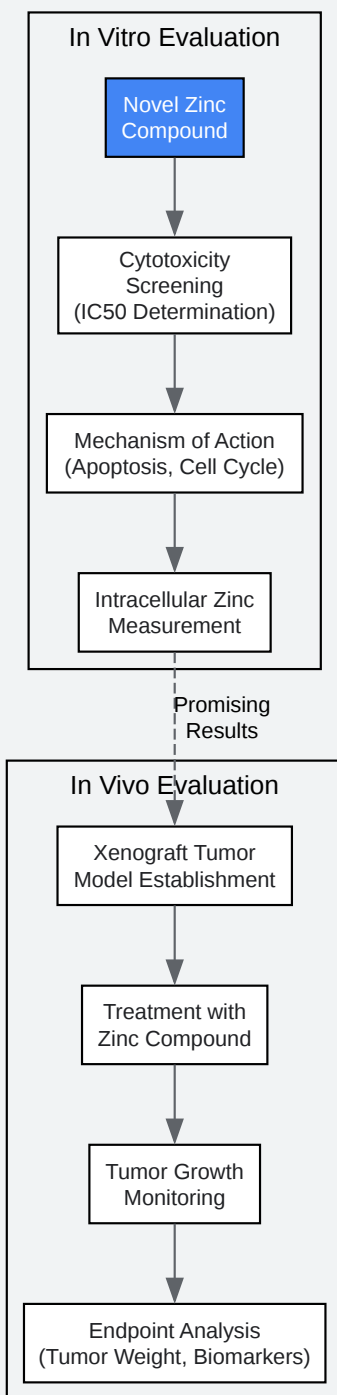 In Vitro Evaluation
Novel Zinc
Compound
Cytotoxicity
Screening
(IC50 Determination)
Mechanism of Action
(Apoptosis, Cell Cycle)
Intracellular Zinc
Measurement
Promising
Results
In Vivo Evaluation
Xenograft Tumor
Model Establishment
Treatment with
Zinc Compound
Tumor Growth
Monitoring
Endpoint Analysis
(Tumor Weight, Biomarkers)